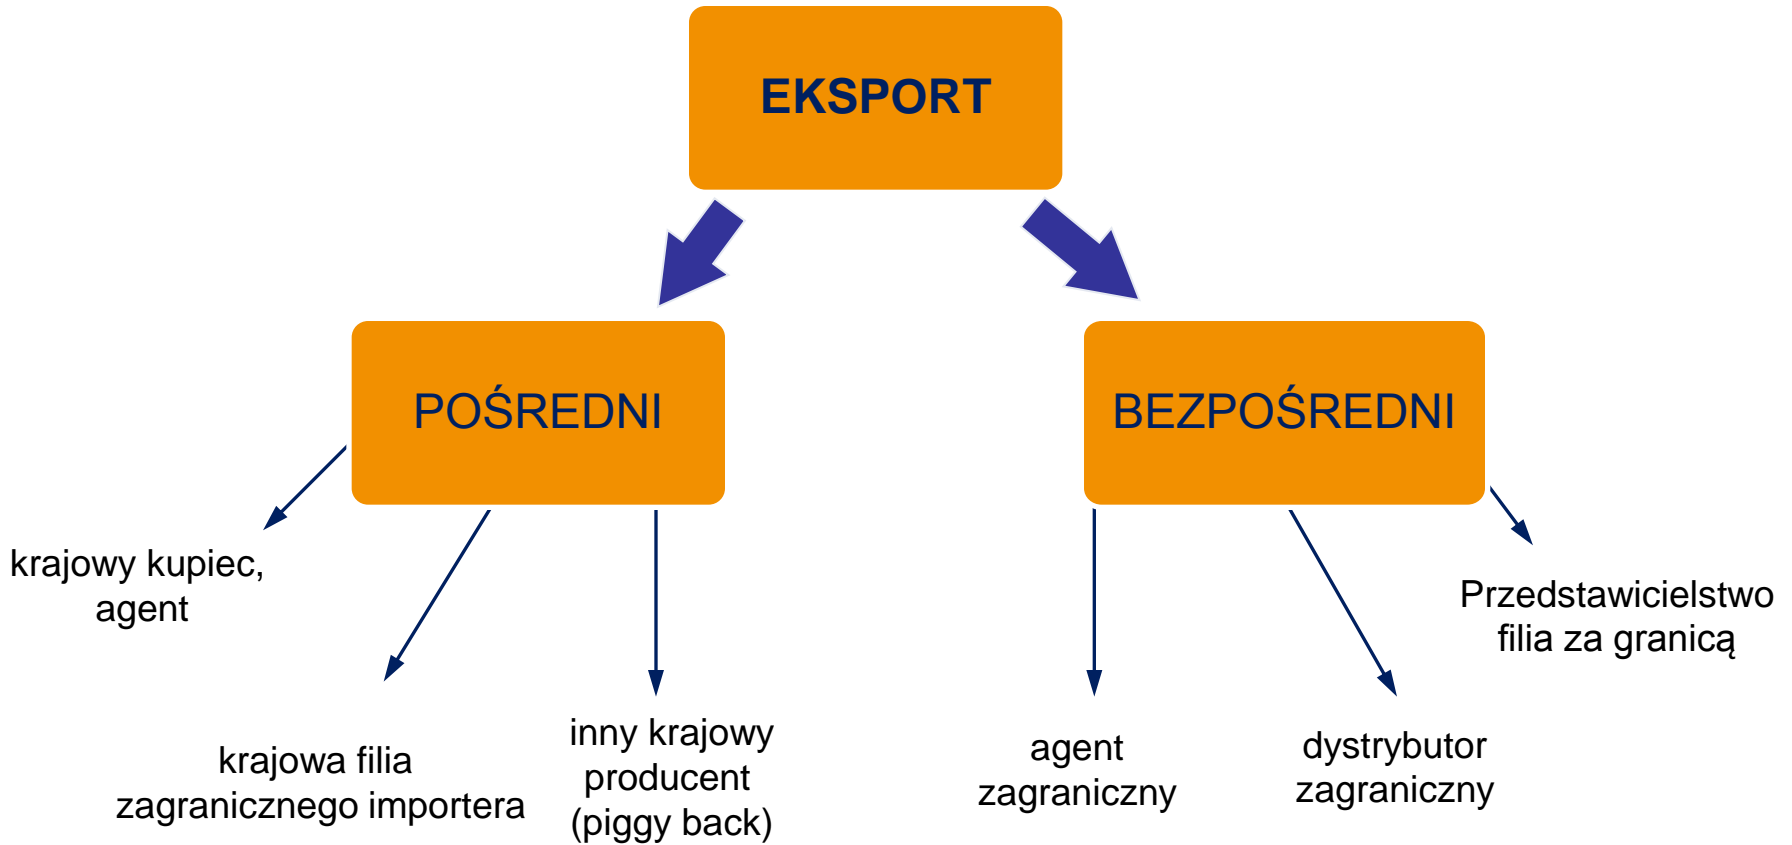 EKSPORT
POŚREDNI
BEZPOŚREDNI
krajowy kupiec,
agent
krajowa filia
zagranicznego importera
inny krajowy
producent
(piggy back)
agent
zagraniczny
dystrybutor
zagraniczny
Przedstawicielstwo
filia za granicą